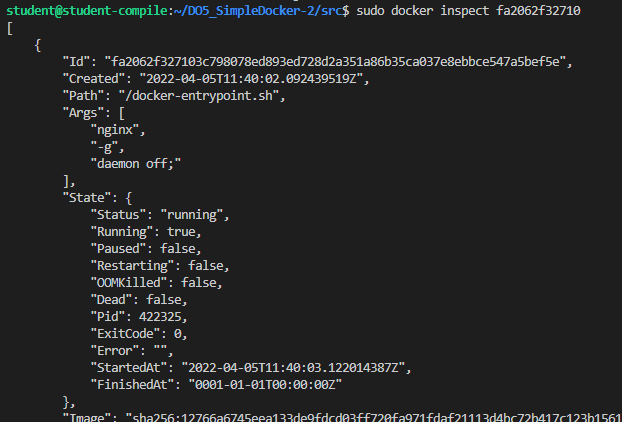 student@student-compile:~/DO5_SimpleDocker-2/src$ sudo docker inspect fa2062f32710
[
    {
        "Id": "fa2062f327103c798078ed893ed728d2a351a86b35ca037e8ebbce547a5bef5e",
        "Created": "2022-04-05T11:40:02.092439519Z",
        "Path": "/docker-entrypoint.sh",
        "Args": [
            "nginx",
            "-g",
            "daemon off;"
        ],
        "State": {
            "Status": "running",
            "Running": true,
            "Paused": false,
            "Restarting": false,
            "OOMKilled": false,
            "Dead": false,
            "Pid": 422325,
            "ExitCode": 0,
            "Error": "",
            "StartedAt": "2022-04-05T11:40:03.122014387Z",
            "FinishedAt": "0001-01-01T00:00:00Z"
        },
        "Image": "sha256:12766a6745eea133de9fdcd03ff720fa971fdaf21113d4bc72b417c123b1561